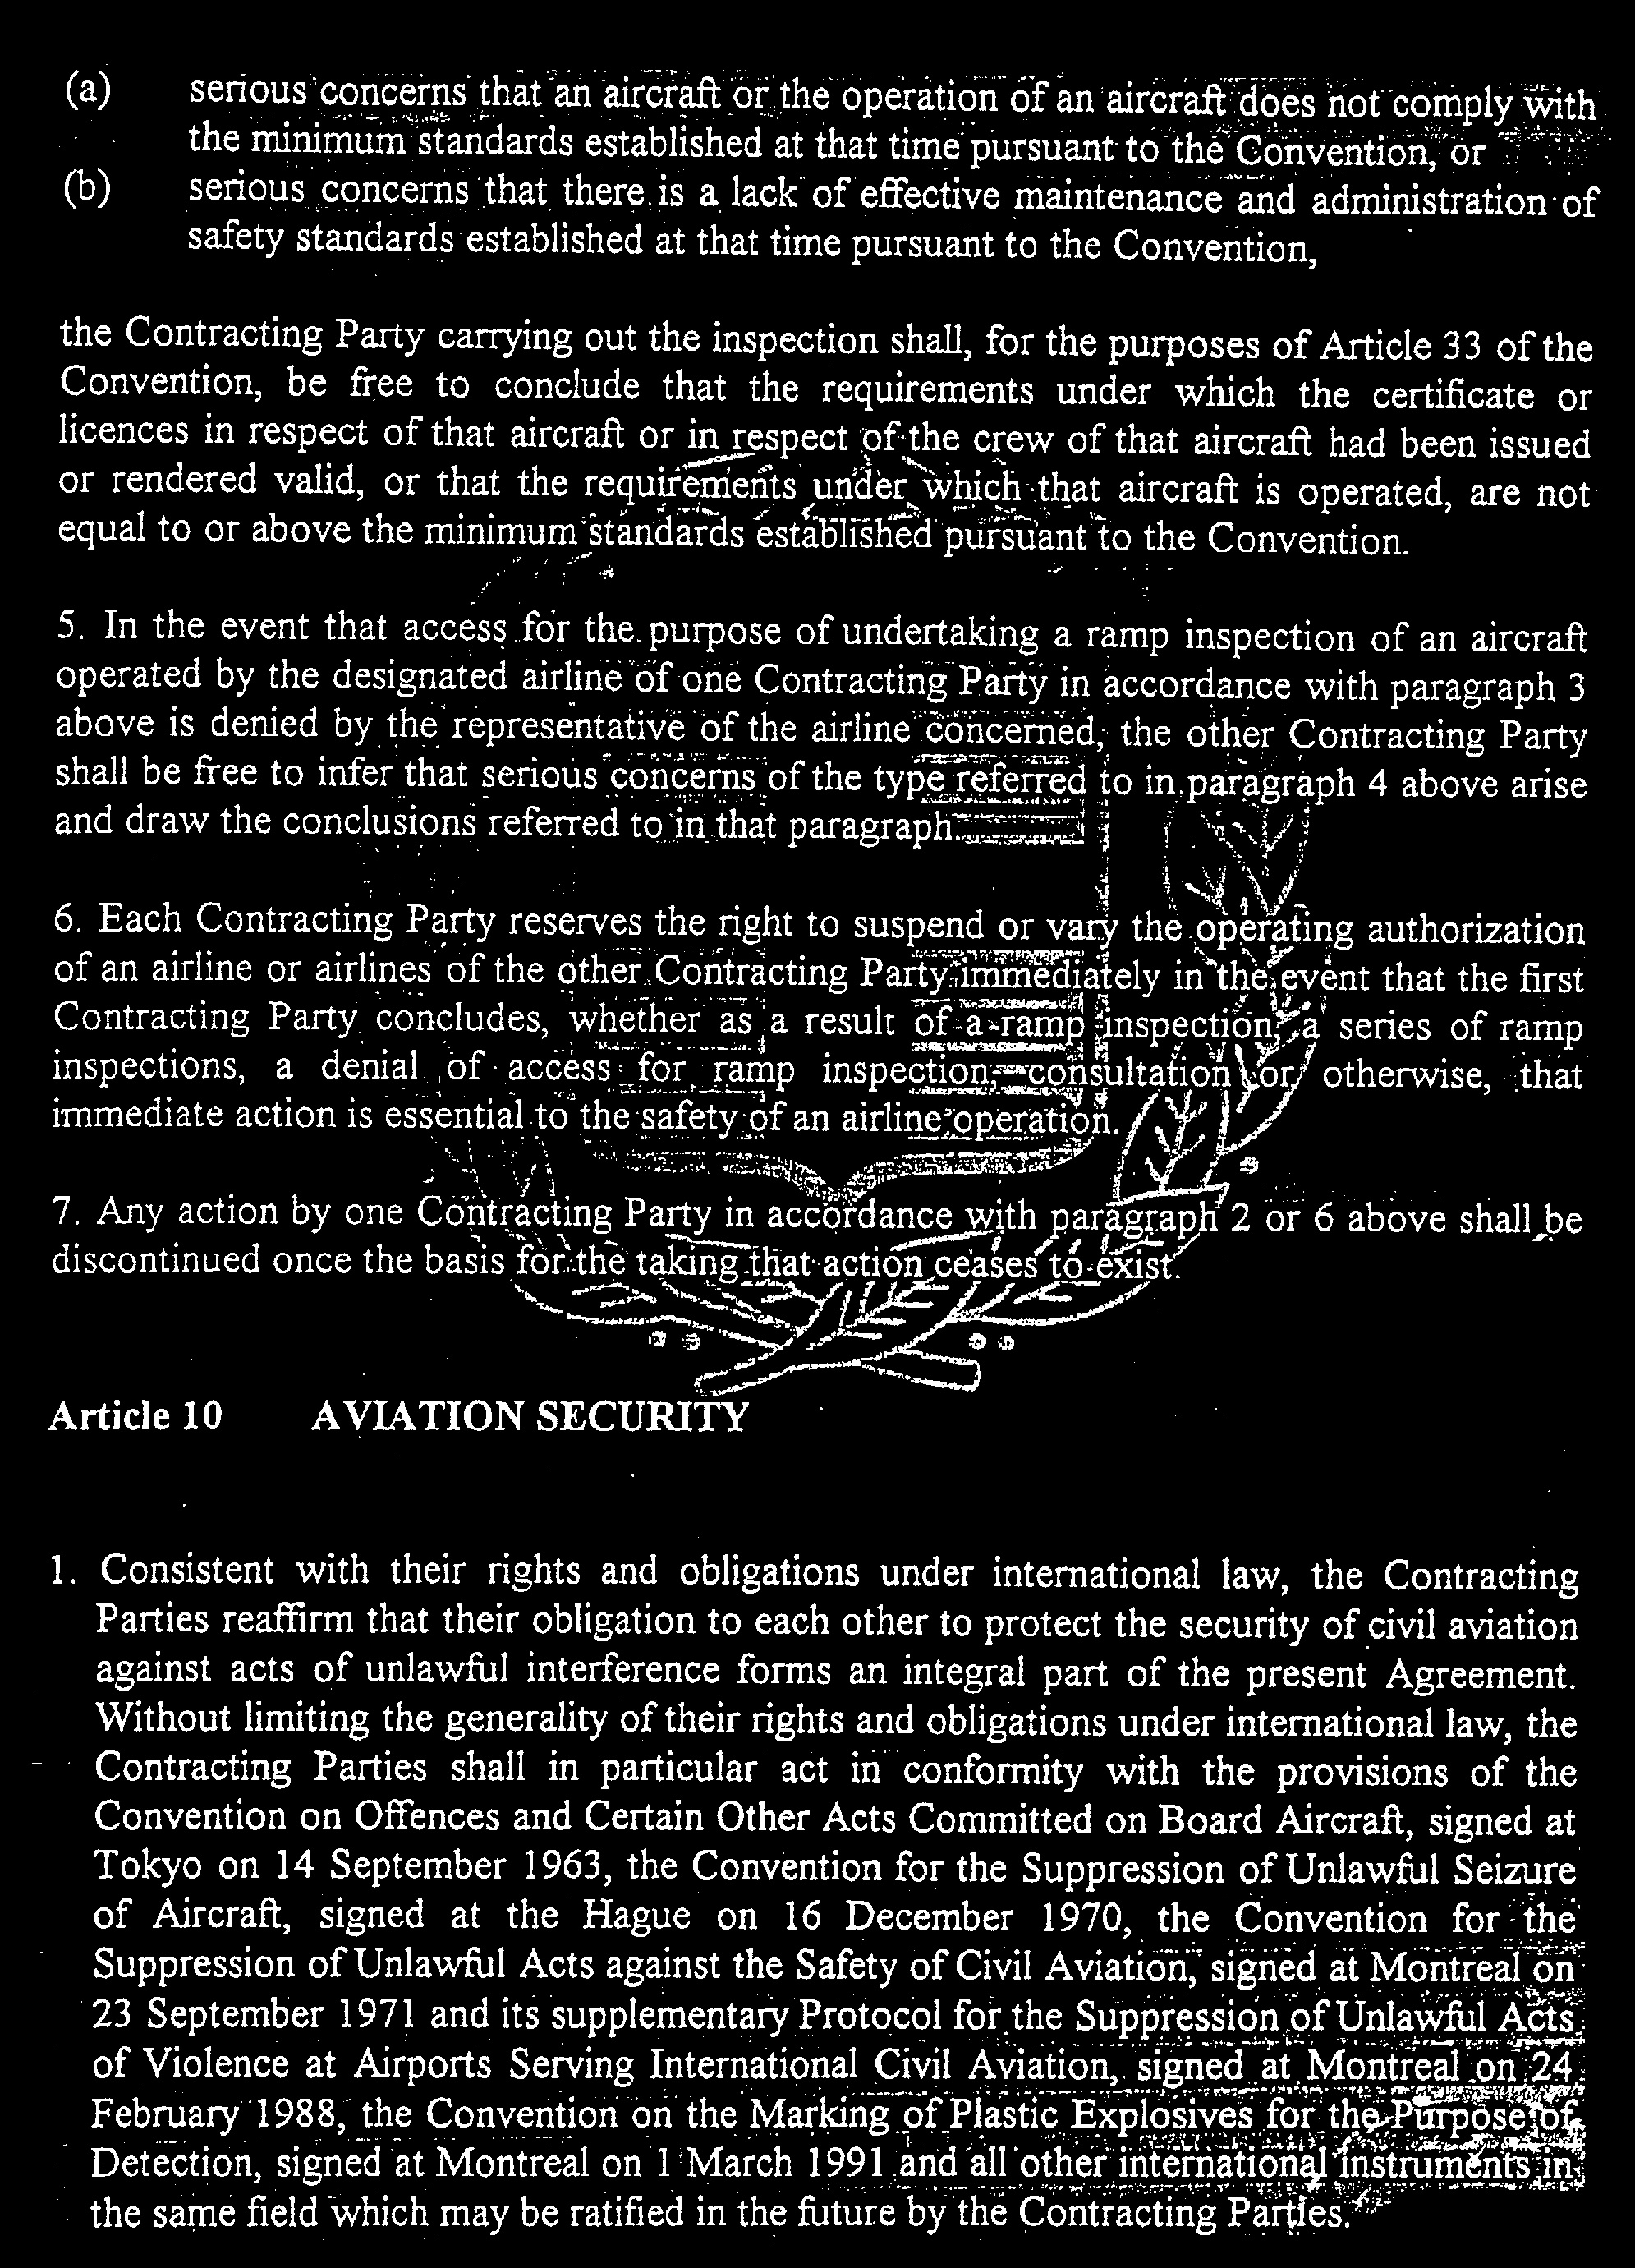 (a) serious concerns that an aircraft or the operation of an aircraft does not comply with
the minimum standards established at that time pursuant to the Convention, or
(b) serious concerns that there is a lack of effective maintenance and administration of
safety standards established at that time pursuant to the Convention,
the Contracting Party carrying out the inspection shall, for the purposes of Article 33 of the
Convention, be free to conclude that the requirements under which the certificate or
licences in respect of that aircraft or in respect of the crew of that aircraft had been issued
or rendered valid, or that the requirements under which that aircraft is operated, are not
equal to or above the minimum standards established pursuant to the Convention.
5. In the event that access for the purpose of undertaking a ramp inspection of an aircraft
operated by the designated airline of one Contracting Party in accordance with paragraph 3
above is denied by the representative of the airline concerned, the other Contracting Party
shall be free to infer that serious concerns of the type referred to in paragraph 4 above arise
and draw the conclusions referred to in that paragraph.
6. Each Contracting Party reserves the right to suspend or vary the operating authorization
of an airline or airlines of the other Contracting Party immediately in the event that the first
Contracting Party concludes, whether as a result of a ramp inspection, a series of ramp
inspections, a denial of access for ramp inspection, consultation or otherwise, that
immediate action is essential to the safety of an airline operation.
7. Any action by one Contracting Party in accordance with paragraph 2 or 6 above shall be
discontinued once the basis for the taking that action ceases to exist.
Article 10 AVIATION SECURITY
1. Consistent with their rights and obligations under international law, the Contracting
Parties reaffirm that their obligation to each other to protect the security of civil aviation
against acts of unlawful interference forms an integral part of the present Agreement.
Without limiting the generality of their rights and obligations under international law, the
Contracting Parties shall in particular act in conformity with the provisions of the
Convention on Offences and Certain Other Acts Committed on Board Aircraft, signed at
Tokyo on 14 September 1963, the Convention for the Suppression of Unlawful Seizure
of Aircraft, signed at the Hague on 16 December 1970, the Convention for the
Suppression of Unlawful Acts against the Safety of Civil Aviation, signed at Montreal on
23 September 1971 and its supplementary Protocol for the Suppression of Unlawful Acts
of Violence at Airports Serving International Civil Aviation, signed at Montreal on 24
February 1988, the Convention on the Marking of Plastic Explosives for the Purpose of
Detection, signed at Montreal on 1 March 1991 and all other international instruments in
the same field which may be ratified in the future by the Contracting Parties.